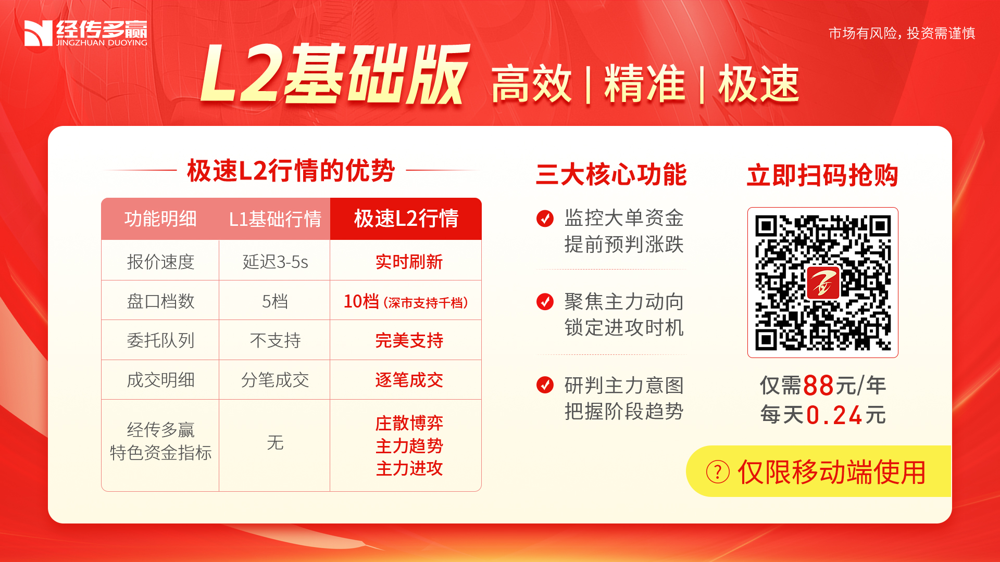 经传多赢
JINGZHUAN DUOYING
市场有风险，投资需谨慎
L2基础版 高效 | 精准 | 极速
极速L2行情的优势
功能明细 L1基础行情 极速L2行情
报价速度 延迟3-5s 实时刷新
盘口档数 5档 10档（深市支持千档）
委托队列 不支持 完美支持
成交明细 分笔成交 逐笔成交
经传多赢
特色资金指标
无
庄散博弈
主力趋势
主力进攻
三大核心功能
监控大单资金
提前预判涨跌
聚焦主力动向
锁定进攻时机
研判主力意图
把握阶段趋势
立即扫码抢购
仅需88元/年
每天0.24元
? 仅限移动端使用